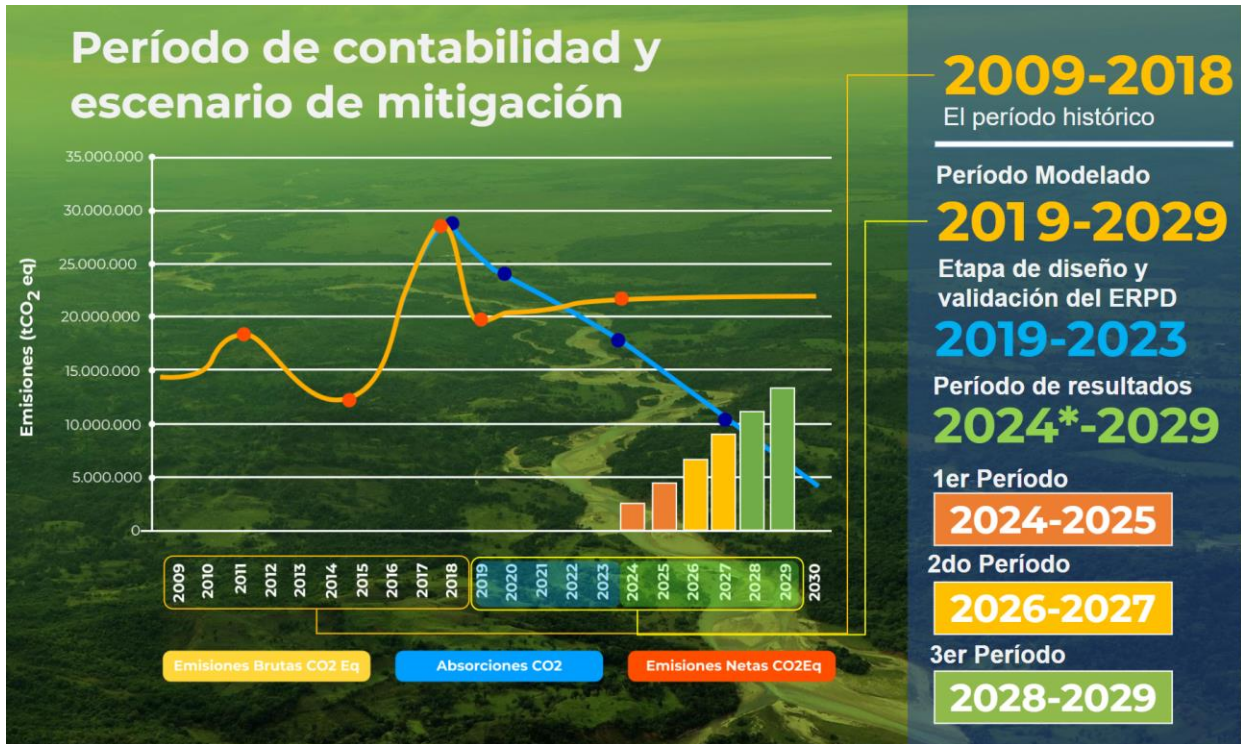 Período de contabilidad y
escenario de mitigación
Emisiones (tCO2 eq)
35.000.000
30.000.000
25.000.000
20.000.000
15.000.000
10.000.000
5.000.000
0
2009 2010 2011 2012 2013 2014 2015 2016 2017 2018 2019 2020 2021 2022 2023 2024 2025 2026 2027 2028 2029 2030
Emisiones Brutas CO2 Eq
Absorciones CO2
Emisiones Netas CO2Eq
2009-2018
El período histórico
Período Modelado
2019-2029
Etapa de diseño y
validación del ERPD
2019-2023
Período de resultados
2024*-2029
1er Período
2024-2025
2do Período
2026-2027
3er Período
2028-2029